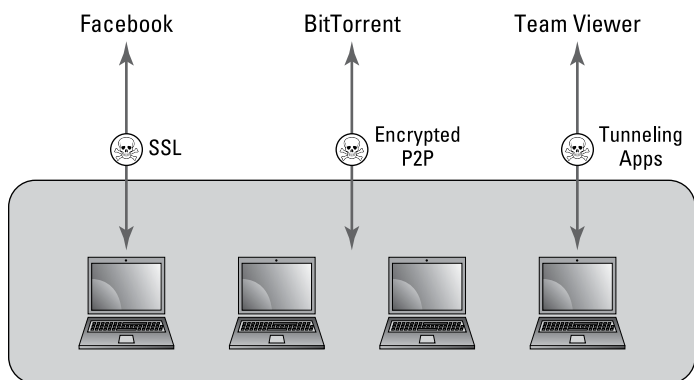 Facebook
BitTorrent
Team Viewer
SSL
Encrypted
P2P
Tunneling
Apps